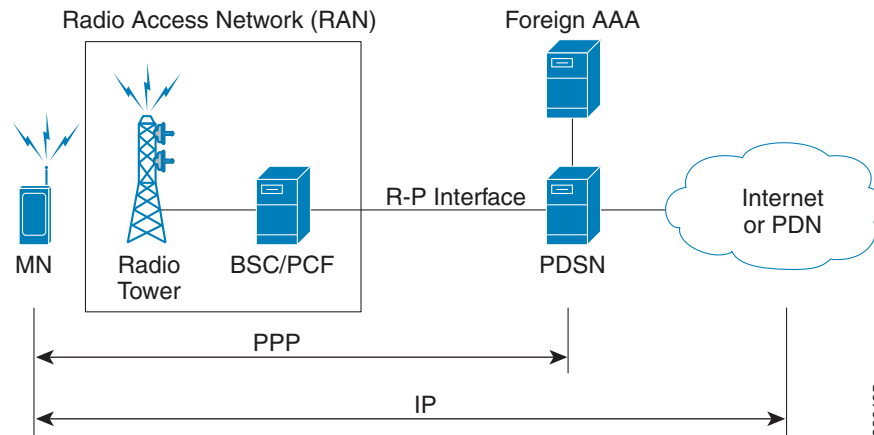 Radio Access Network (RAN)
Foreign AAA
R-P Interface
Internet
or PDN
MN
Radio
Tower
BSC/PCF
PDSN
PPP
IP